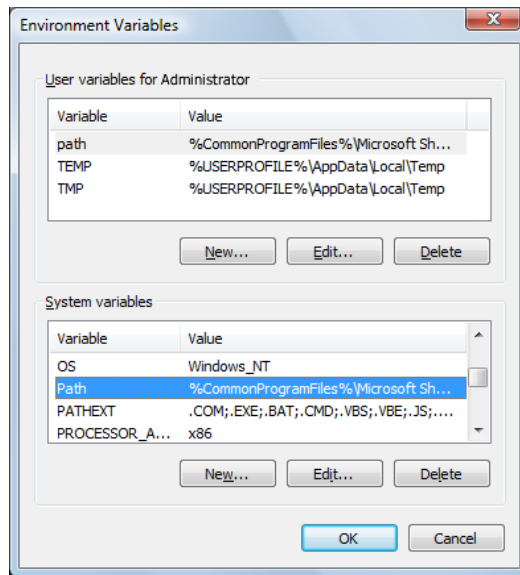 Environment Variables
User variables for Administrator
Variable Value
path %CommonProgramFiles%\Microsoft Sh...
TEMP %USERPROFILE%\AppData\Local\Temp
TMP %USERPROFILE%\AppData\Local\Temp
New... Edit... Delete
System variables
Variable Value
OS Windows_NT
Path %CommonProgramFiles%\Microsoft Sh...
PATHEXT .COM;.EXE;.BAT;.CMD;.VBS;.VBE;.JS;....
PROCESSOR_A... x86
New... Edit... Delete
OK Cancel